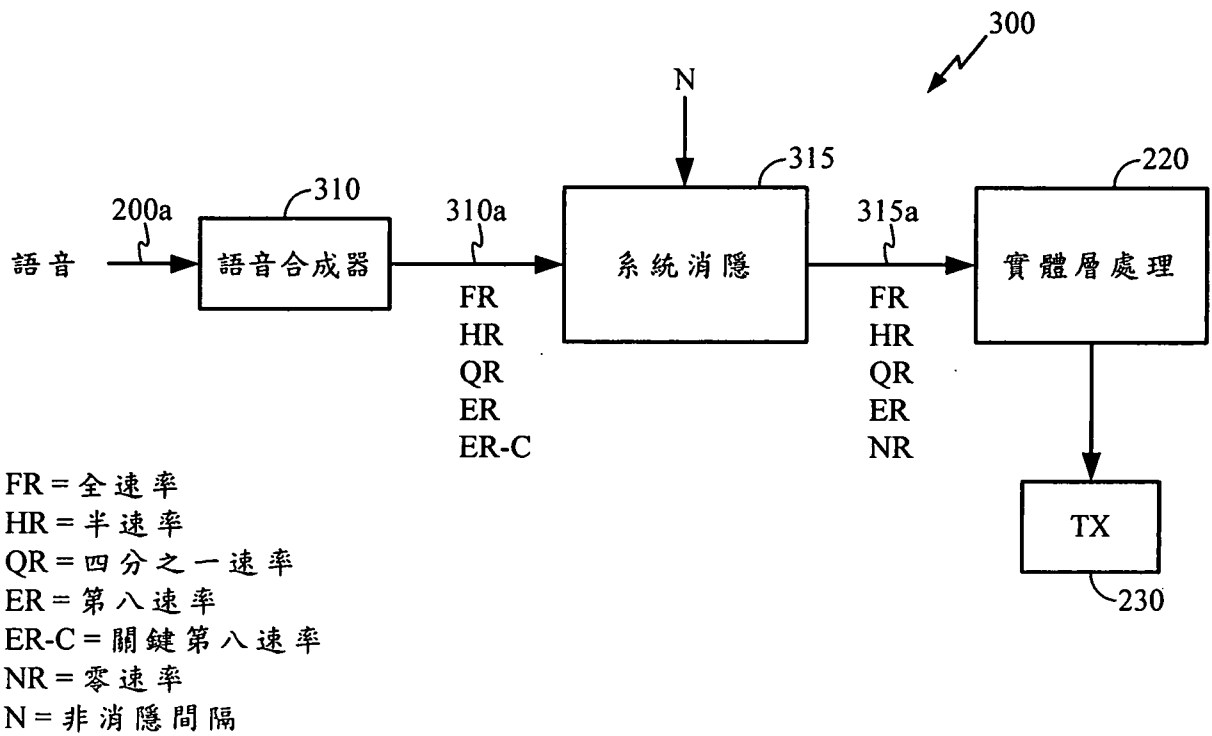 300
N
315
220
310
200a
310a
315a
語音
語音合成器
系統消隱
實體層處理
FR
HR
QR
ER
ER-C
FR
HR
QR
ER
NR
TX
230
FR = 全速率
HR = 半速率
QR = 四分之一速率
ER = 第八速率
ER-C = 關鍵第八速率
NR = 零速率
N = 非消隱間隔